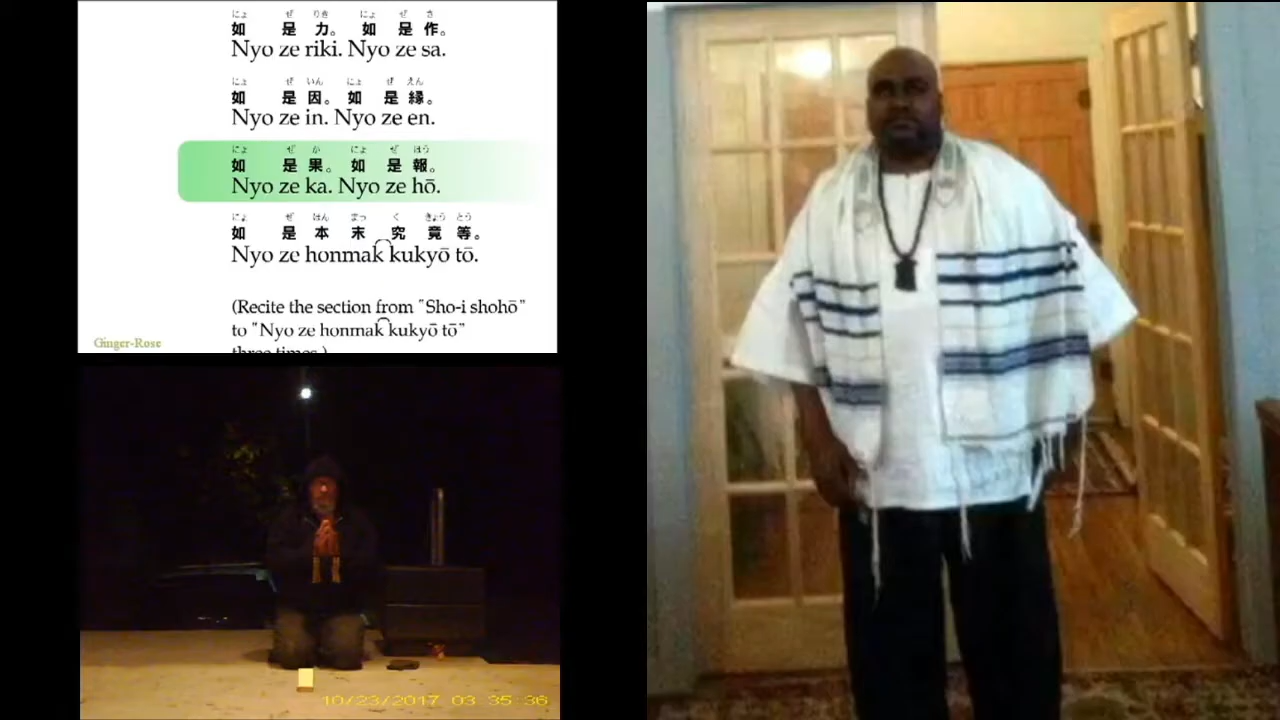 にょ ぜ りき にょ ぜ さ
如 是 力。 如 是 作。
Nyo ze riki. Nyo ze sa.
にょ ぜ いん にょ ぜ えん
如 是 因。 如 是 縁。
Nyo ze in. Nyo ze en.
にょ ぜ か にょ ぜ ほう
如 是 果。 如 是 報。
Nyo ze ka. Nyo ze hō.
にょ ぜ ほん まっ く きょう とう
如 是 本 末 究 竟 等。
Nyo ze honmak kukyō tō.
(Recite the section from "Sho-i shohō"
to "Nyo ze honmak kukyō tō"
three times.)
Ginger-Rose
10/23/2017 03:35:36